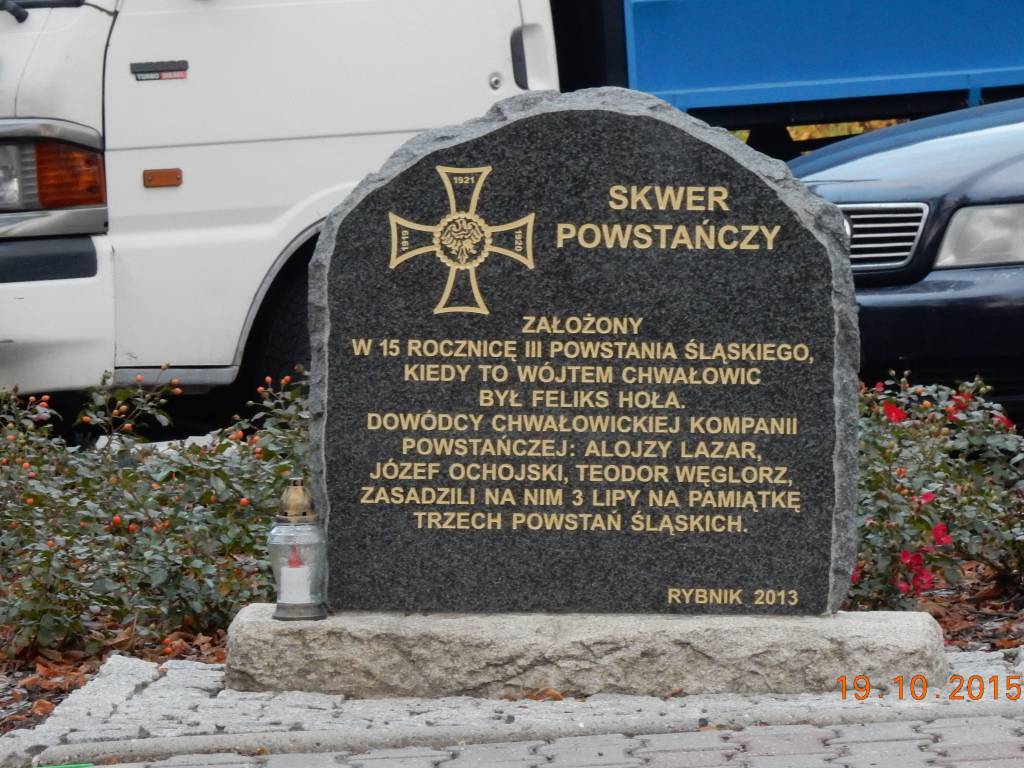 TURBO DIESEL
1921
1919
1920
SKWER
POWSTAŃCZY
ZAŁOŻONY
W 15 ROCZNICĘ III POWSTANIA ŚLĄSKIEGO,
KIEDY TO WÓJTEM CHWAŁOWIC
BYŁ FELIKS HOŁA.
DOWÓDCY CHWAŁOWICKIEJ KOMPANII
POWSTAŃCZEJ: ALOJZY LAZAR,
JÓZEF OCHOJSKI, TEODOR WĘGLORZ,
ZASADZILI NA NIM 3 LIPY NA PAMIĄTKĘ
TRZECH POWSTAŃ ŚLĄSKICH.
RYBNIK 2013
19.10.2015